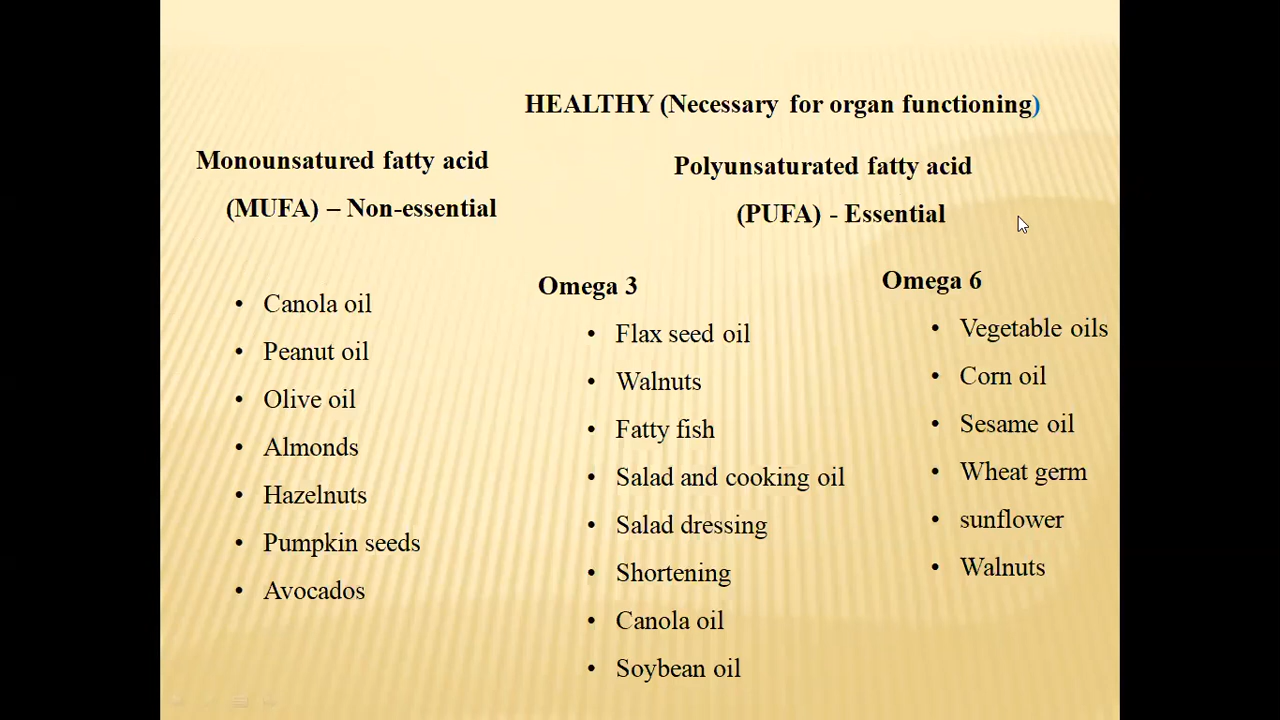 HEALTHY (Necessary for organ functioning)
Monounsatured fatty acid
(MUFA) – Non-essential
• Canola oil
• Peanut oil
• Olive oil
• Almonds
• Hazelnuts
• Pumpkin seeds
• Avocados
Polyunsaturated fatty acid
(PUFA) - Essential
Omega 3
• Flax seed oil
• Walnuts
• Fatty fish
• Salad and cooking oil
• Salad dressing
• Shortening
• Canola oil
• Soybean oil
Omega 6
• Vegetable oils
• Corn oil
• Sesame oil
• Wheat germ
• sunflower
• Walnuts